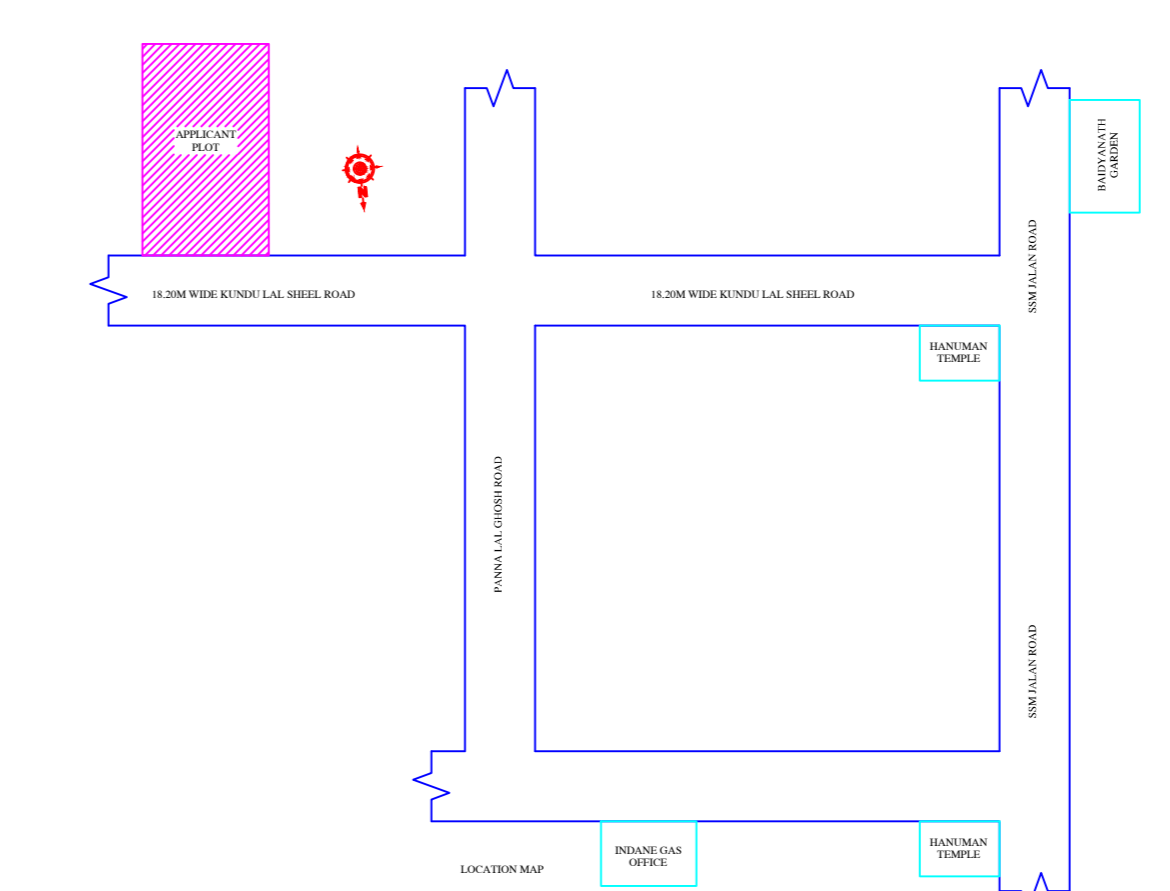 APPLICANT
PLOT
N
BAIDYANATH
GARDEN
SSM JALAN ROAD
18.20M WIDE KUNDU LAL SHEEL ROAD
18.20M WIDE KUNDU LAL SHEEL ROAD
HANUMAN
TEMPLE
PANNA LAL GHOSH ROAD
SSM JALAN ROAD
INDANE GAS
OFFICE
HANUMAN
TEMPLE
LOCATION MAP